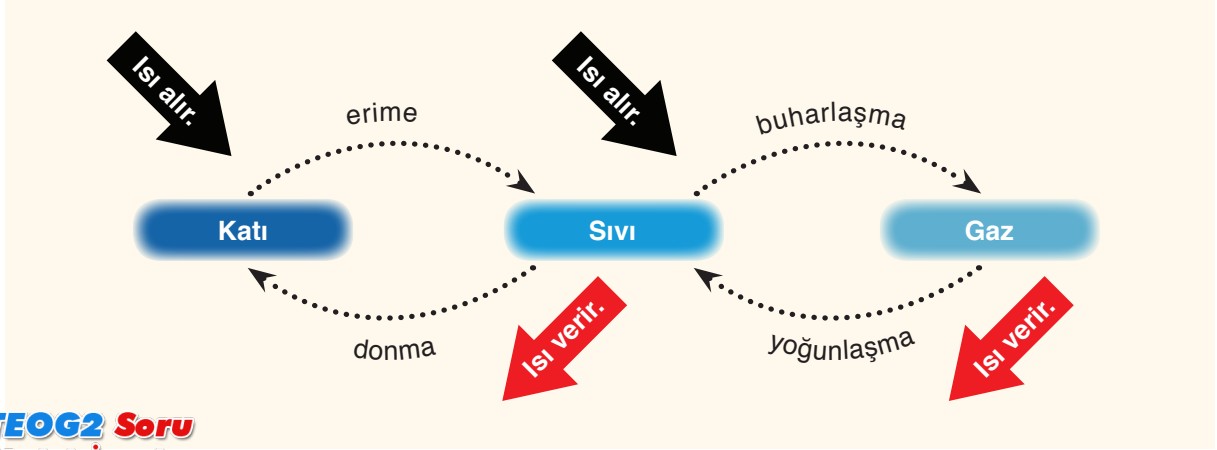 Isı alır.
Isı alır.
erime
buharlaşma
Katı
Sıvı
Gaz
donma
Isı verir.
yoğunlaşma
Isı verir.
TEOG2 Soru